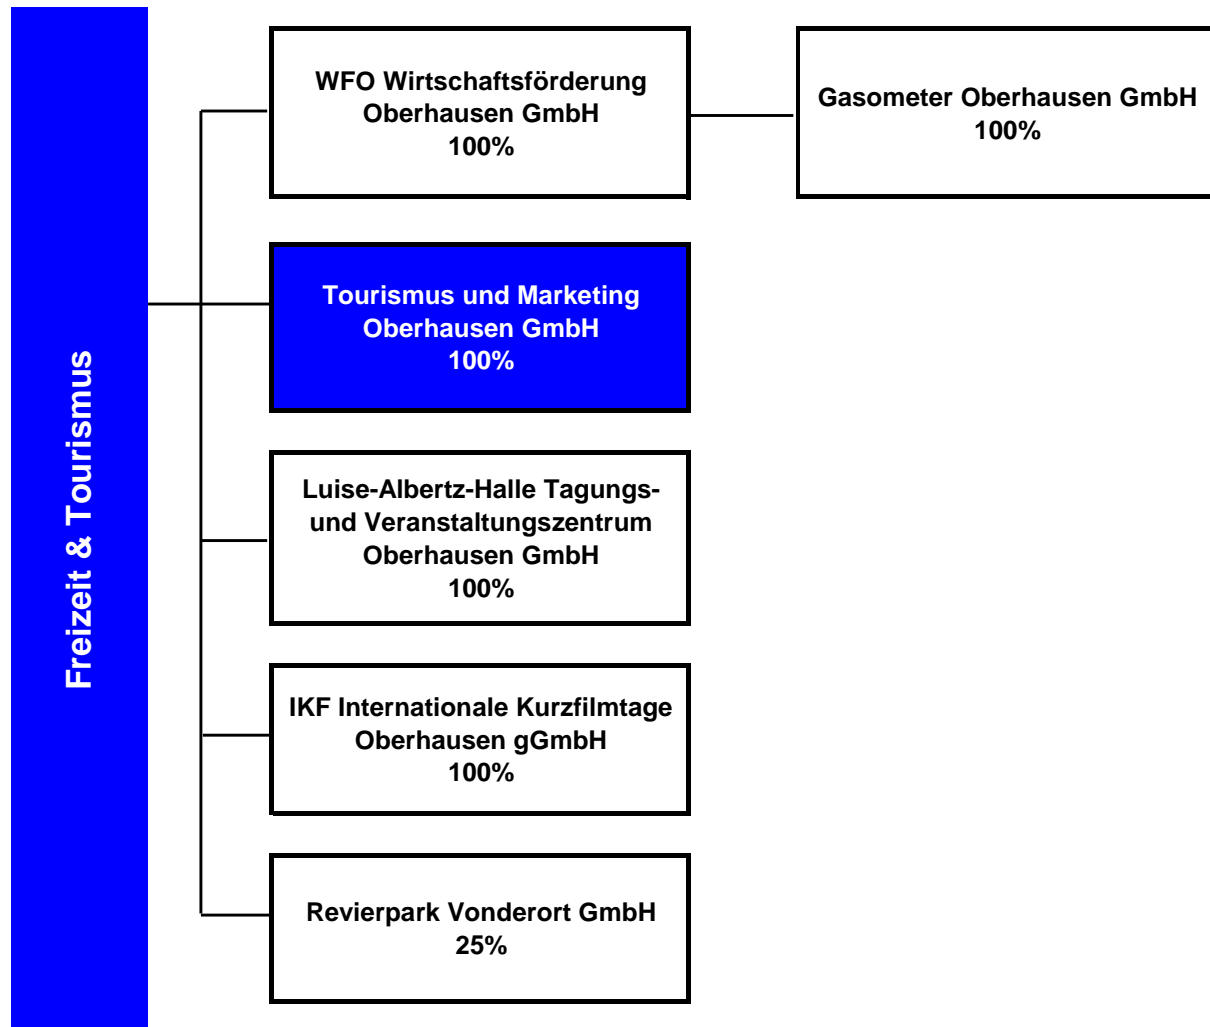 Freizeit & Tourismus
WFO Wirtschaftsförderung
Oberhausen GmbH
100%
Gasometer Oberhausen GmbH
100%
Tourismus und Marketing
Oberhausen GmbH
100%
Luise-Albertz-Halle Tagungs-
und Veranstaltungszentrum
Oberhausen GmbH
100%
IKF Internationale Kurzfilmtage
Oberhausen gGmbH
100%
Revierpark Vonderort GmbH
25%